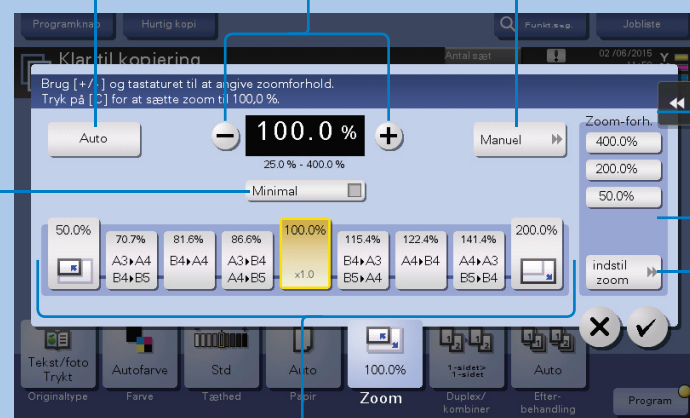 Programknap
Hurtig kopi
Funkt.søg.
Jobliste
Klar til kopiering
Antal sæt
02 /06/2015
Y
Brug [+/-] og tastaturet til at angive zoomforhold.
Tryk på [C] for at sætte zoom til 100,0 %.
Auto
100.0 %
25.0 % - 400.0 %
Manuel
Minimal
Zoom-forh.
400.0%
200.0%
50.0%
50.0%
70.7%
A3▸A4
B4▸B5
81.6%
B4▸A4
86.6%
A3▸B4
A4▸B5
100.0%
×1.0
115.4%
B4▸A3
B5▸A4
122.4%
A4▸B4
141.4%
A4▸A3
B5▸B4
200.0%
indstil
zoom
Tekst/foto
Trykt
Autofarve
Std
Auto
100.0%
1-sidet>
1-sidet
Auto
Originaltype
Farve
Tæthed
Papir
Zoom
Duplex/
kombiner
Efter-
behandling
Program